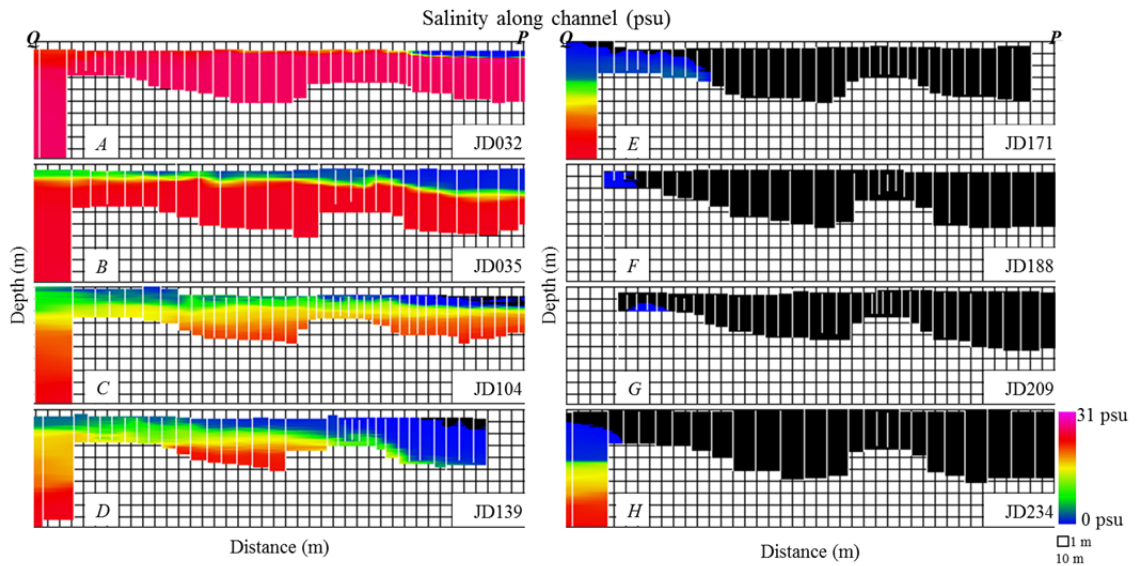 Salinity along channel (psu)
Q P Q P
A JD032
E JD171
B JD035
F JD188
C JD104
G JD209
D JD139
H JD234
Depth (m)
Depth (m)
31 psu
0 psu
1 m
10 m
Distance (m)
Distance (m)